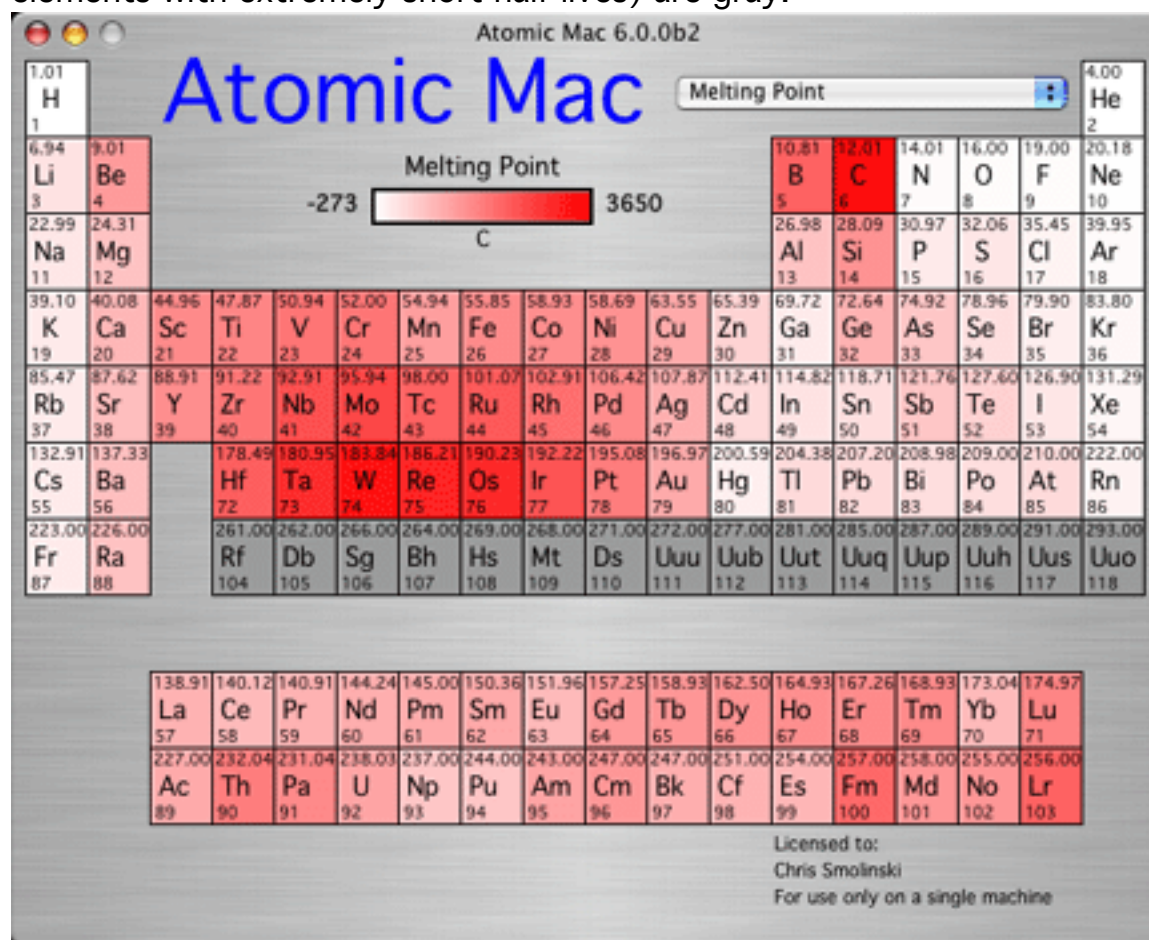 elements with extremely short half-lives) are gray.
Atomic Mac 6.0.0b2
Atomic Mac
Melting Point
Melting Point
-273 3650
C
1.01 4.00
H He
1 2
6.94 9.01 10.81 12.01 14.01 16.00 19.00 20.18
Li Be B C N O F Ne
3 4 5 6 7 8 9 10
22.99 24.31 26.98 28.09 30.97 32.06 35.45 39.95
Na Mg Al Si P S Cl Ar
11 12 13 14 15 16 17 18
39.10 40.08 44.96 47.87 50.94 52.00 54.94 55.85 58.93 58.69 63.55 65.39 69.72 72.64 74.92 78.96 79.90 83.80
K Ca Sc Ti V Cr Mn Fe Co Ni Cu Zn Ga Ge As Se Br Kr
19 20 21 22 23 24 25 26 27 28 29 30 31 32 33 34 35 36
85.47 87.62 88.91 91.22 92.91 95.94 98.00 101.07 102.91 106.42 107.87 112.41 114.82 118.71 121.76 127.60 126.90 131.29
Rb Sr Y Zr Nb Mo Tc Ru Rh Pd Ag Cd In Sn Sb Te I Xe
37 38 39 40 41 42 43 44 45 46 47 48 49 50 51 52 53 54
132.91 137.33 178.49 180.95 183.84 186.21 190.23 192.22 195.08 196.97 200.59 204.38 207.20 208.98 209.00 210.00 222.00
Cs Ba Hf Ta W Re Os Ir Pt Au Hg Tl Pb Bi Po At Rn
55 56 72 73 74 75 76 77 78 79 80 81 82 83 84 85 86
223.00 226.00 261.00 262.00 266.00 264.00 269.00 268.00 271.00 272.00 277.00 281.00 285.00 287.00 289.00 291.00 293.00
Fr Ra Rf Db Sg Bh Hs Mt Ds Uuu Uub Uut Uuq Uup Uuh Uus Uuo
87 88 104 105 106 107 108 109 110 111 112 113 114 115 116 117 118
138.91 140.12 140.91 144.24 145.00 150.36 151.96 157.25 158.93 162.50 164.93 167.26 168.93 173.04 174.97
La Ce Pr Nd Pm Sm Eu Gd Tb Dy Ho Er Tm Yb Lu
57 58 59 60 61 62 63 64 65 66 67 68 69 70 71
227.00 232.04 231.04 238.03 237.00 244.00 243.00 247.00 247.00 251.00 254.00 257.00 258.00 255.00 256.00
Ac Th Pa U Np Pu Am Cm Bk Cf Es Fm Md No Lr
89 90 91 92 93 94 95 96 97 98 99 100 101 102 103
Licensed to:
Chris Smolinski
For use only on a single machine